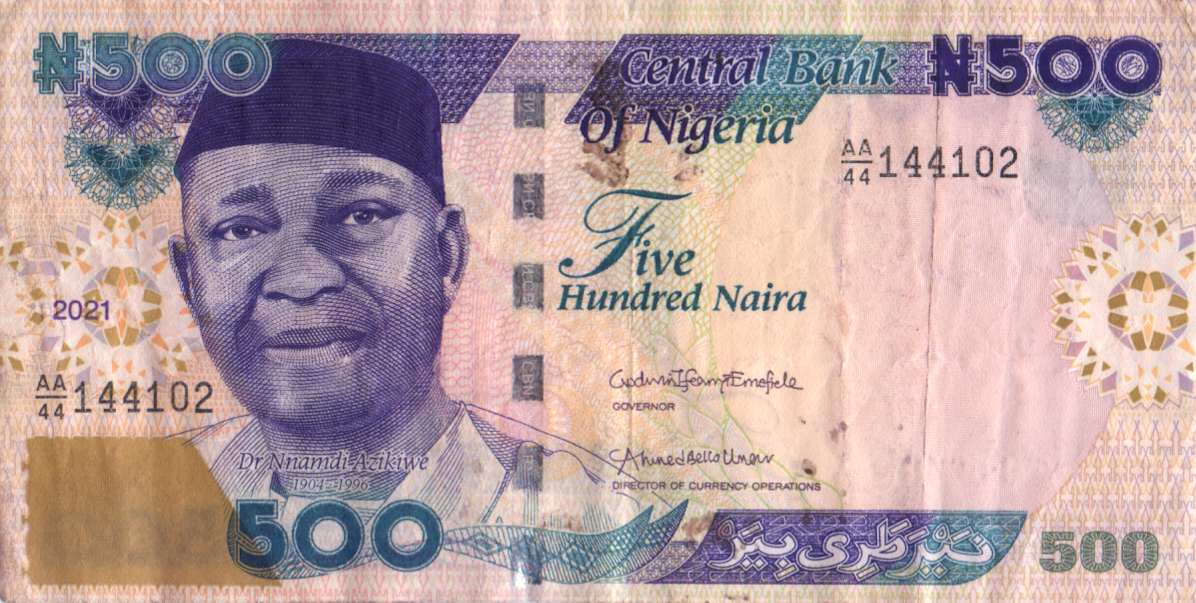 ₦500
Central Bank
Of Nigeria
₦500
AA
44 144102
Five
Hundred Naira
2021
AA
44 144102
GOVERNOR
DIRECTOR OF CURRENCY OPERATIONS
CBN
Dr Nnamdi Azikiwe
1904-1996
500
نَيْرَ طَرِی بِيَرْ
500